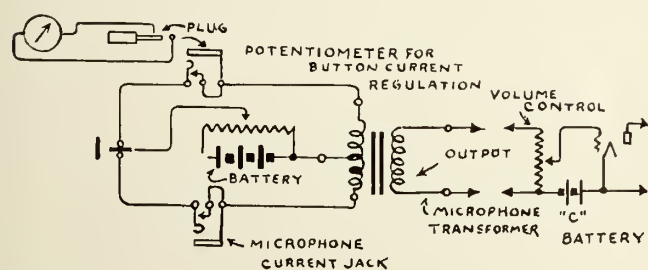 PLUG
POTENTIOMETER FOR
BUTTON CURRENT
REGULATION
VOLUME
CONTROL
BATTERY
OUTPUT
MICROPHONE
TRANSFORMER
"C"
BATTERY
MICROPHONE
CURRENT JACK